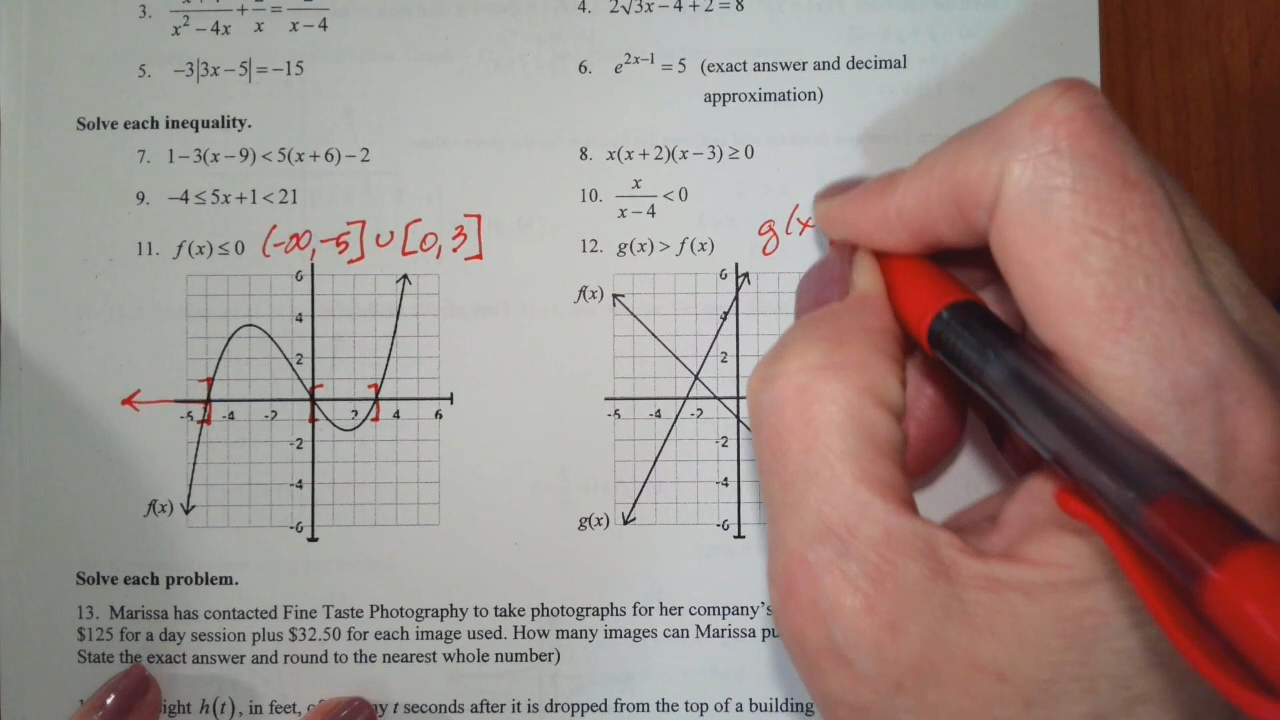 3. x² – 4x + x = x – 4
4. 2√3x – 4 + 2 = 8
5. –3|3x – 5| = –15
6. e^{2x–1} = 5 (exact answer and decimal
approximation)
Solve each inequality.
7. 1 – 3(x – 9) < 5(x + 6) – 2
8. x(x + 2)(x – 3) ≥ 0
9. –4 ≤ 5x + 1 < 21
10. x/(x – 4) < 0
11. f(x) ≤ 0 (-∞, -5] ∪ [0, 3]
12. g(x) > f(x) g(x
6
4
2
-4 -2 2 4 6
-2
-4
-6
f(x)
f(x)
6
4
2
-4 -2
-2
-4
-6
g(x)
Solve each problem.
13. Marissa has contacted Fine Taste Photography to take photographs for her company's
$125 for a day session plus $32.50 for each image used. How many images can Marissa
State the exact answer and round to the nearest whole number)
h(t), in feet, t seconds after it is dropped from the top of a building